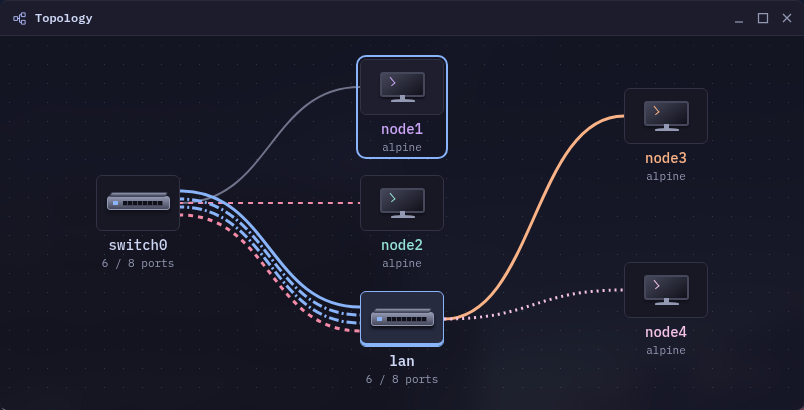 Topology
node1
alpine
node3
alpine
switch0
6 / 8 ports
node2
alpine
lan
6 / 8 ports
node4
alpine